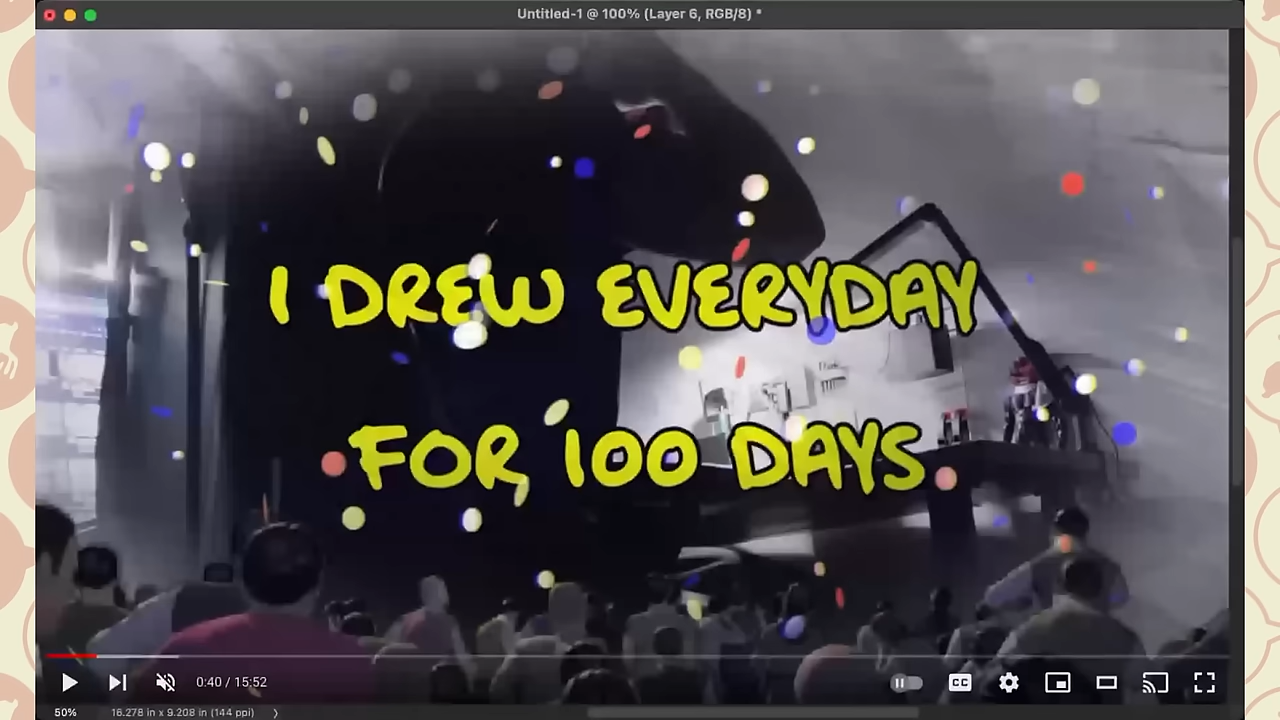 Untitled-1 @ 100% (Layer 6, RGB/8) *
I DREW EVERYDAY
FOR 100 DAYS
0:40 / 15:52
CC
50%
16.278 in x 9.208 in (144 ppi)